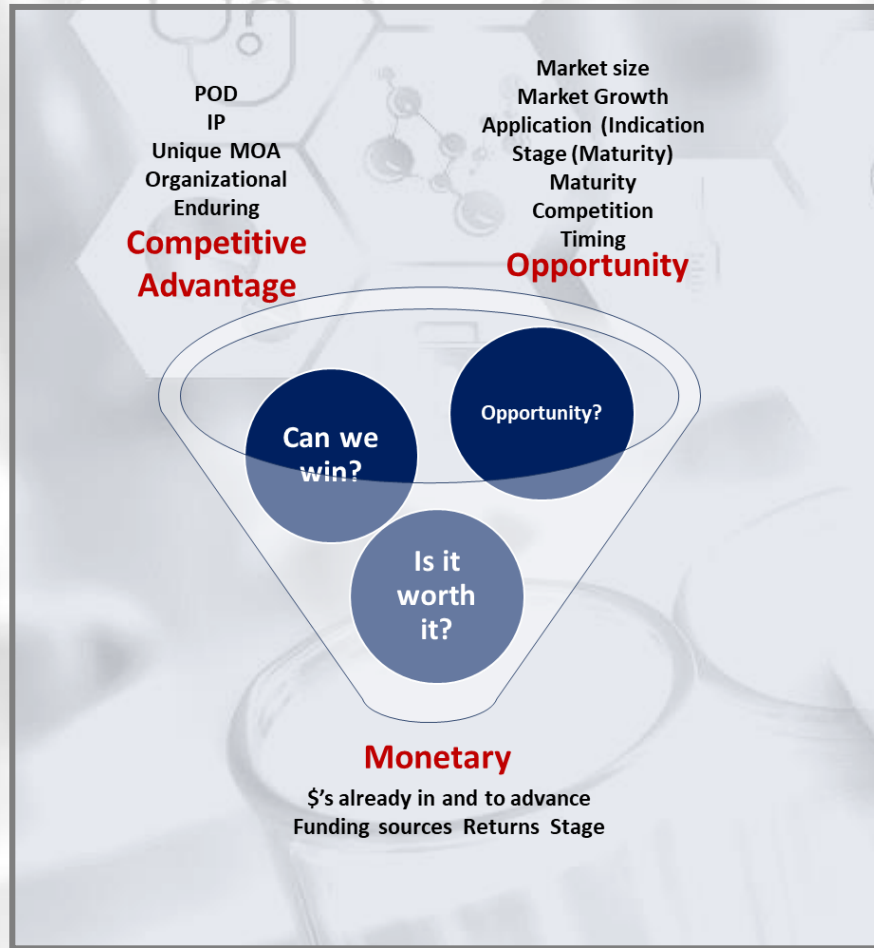 POD
IP
Unique MOA
Organizational
Enduring
Competitive
Advantage
Market size
Market Growth
Application (Indication
Stage (Maturity)
Maturity
Competition
Timing
Opportunity
Can we
win?
Opportunity?
Is it
worth
it?
Monetary
$’s already in and to advance
Funding sources Returns Stage